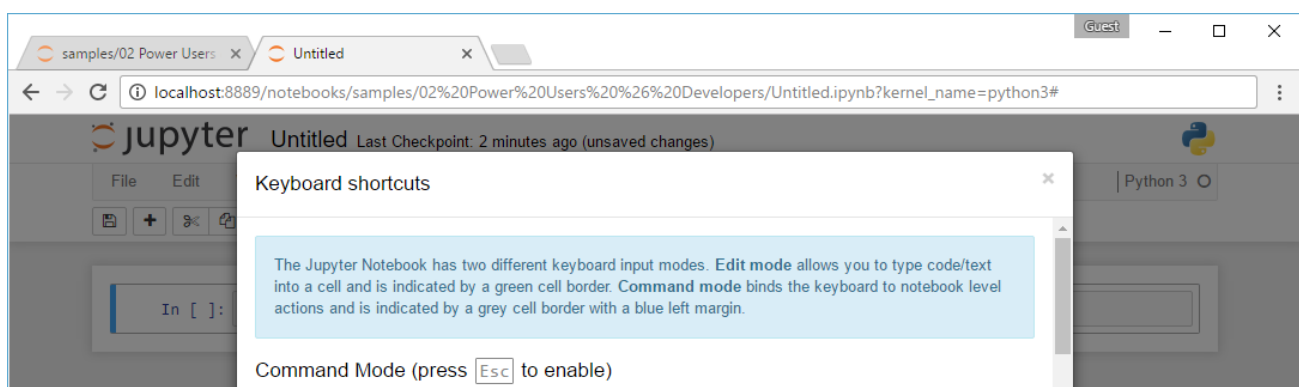 Guest
samples/02 Power Users
Untitled
localhost:8889/notebooks/samples/02%20Power%20Users%20%26%20Developers/Untitled.ipynb?kernel_name=python3#
jupyter Untitled Last Checkpoint: 2 minutes ago (unsaved changes)
File Edit
Python 3
Keyboard shortcuts
The Jupyter Notebook has two different keyboard input modes. Edit mode allows you to type code/text
into a cell and is indicated by a green cell border. Command mode binds the keyboard to notebook level
actions and is indicated by a grey cell border with a blue left margin.
In [ ]:
Command Mode (press Esc to enable)